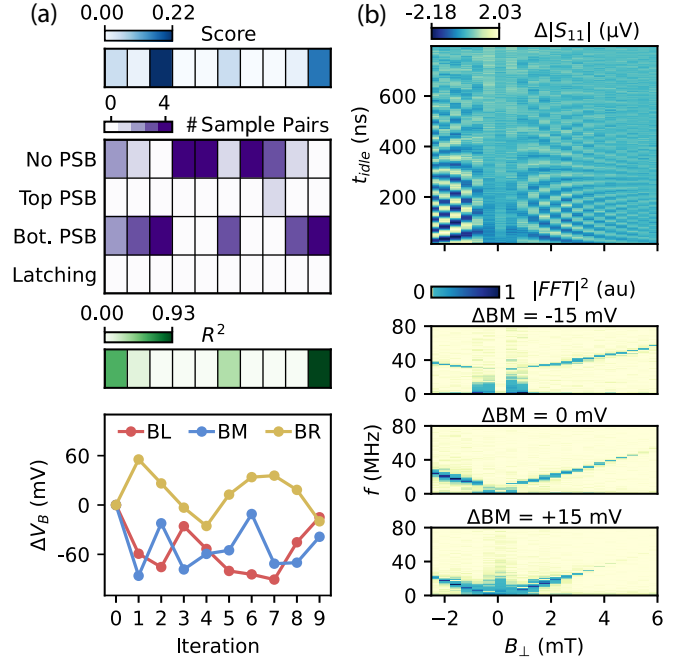 (a)
0.00 0.22
Score
0 4
# Sample Pairs
No PSB
Top PSB
Bot. PSB
Latching
0.00 0.93
R²
BL BM BR
60
0
-60
ΔV_B (mV)
0 1 2 3 4 5 6 7 8 9
Iteration
(b)
-2.18 2.03
Δ|S₁₁| (μV)
600
400
200
t_idle (ns)
0 1
|FFT|² (au)
ΔBM = -15 mV
80
40
0
ΔBM = 0 mV
80
40
0
f (MHz)
ΔBM = +15 mV
80
40
0
−2 0 2 4 6
B⊥ (mT)